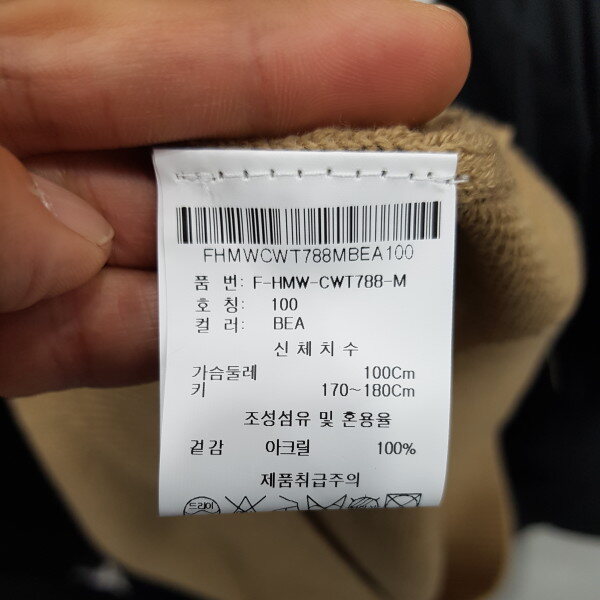 FHMWCWT788MBEA100
품 번: F-HMW-CWT788-M
호 칭: 100
컬 러: BEA
신 체 치 수
가슴둘레 100Cm
키 170~180Cm
조성섬유 및 혼용율
겉감 아크릴 100%
제품취급주의
드라이